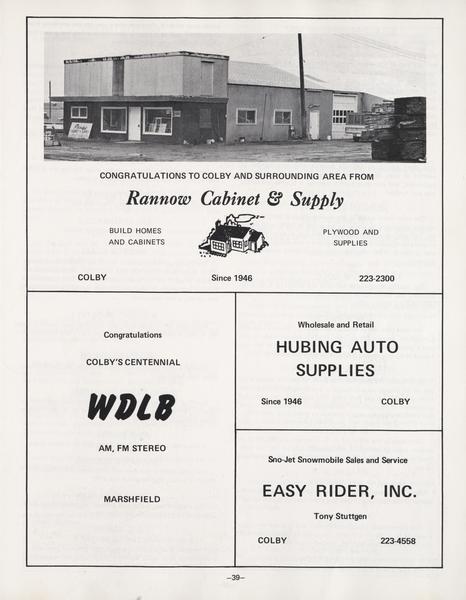 CONGRATULATIONS TO COLBY AND SURROUNDING AREA FROM
Rannow Cabinet & Supply
BUILD HOMES
AND CABINETS
PLYWOOD AND
SUPPLIES
COLBY
Since 1946
223-2300
Congratulations
COLBY'S CENTENNIAL
WDLB
AM, FM STEREO
MARSHFIELD
Wholesale and Retail
HUBING AUTO
SUPPLIES
Since 1946
COLBY
Sno-Jet Snowmobile Sales and Service
EASY RIDER, INC.
Tony Stuttgen
COLBY
223-4558
–39–